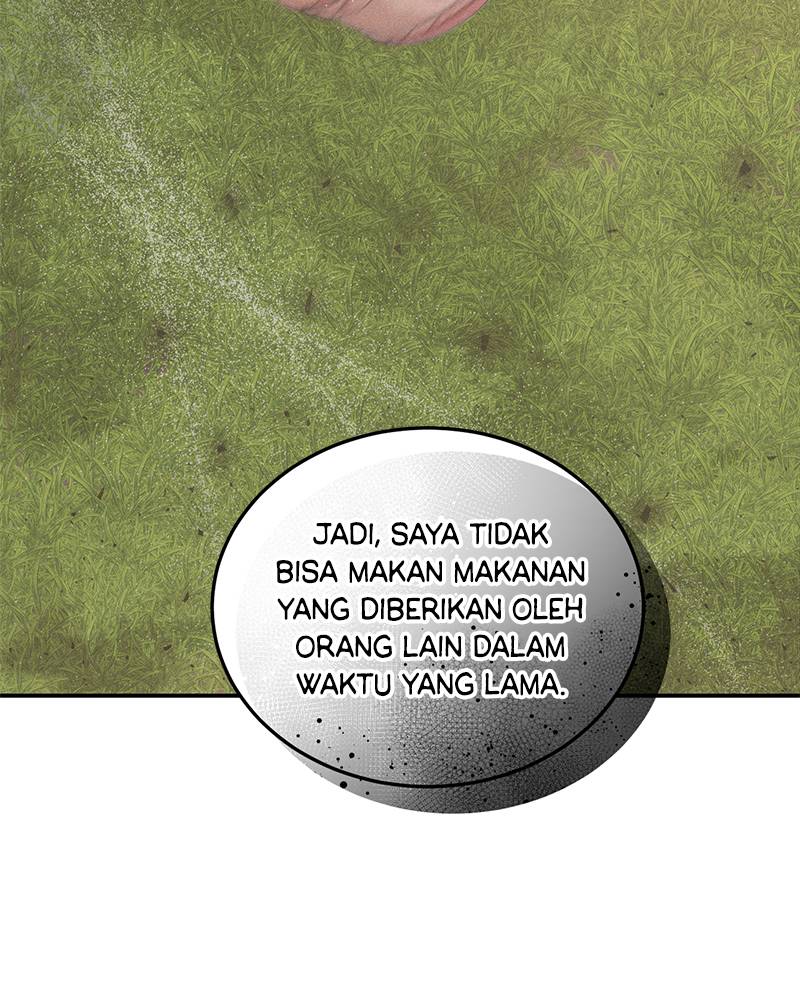 JADI, SAYA TIDAK
BISA MAKAN MAKANAN
YANG DIBERIKAN OLEH
ORANG LAIN DALAM
WAKTU YANG LAMA.